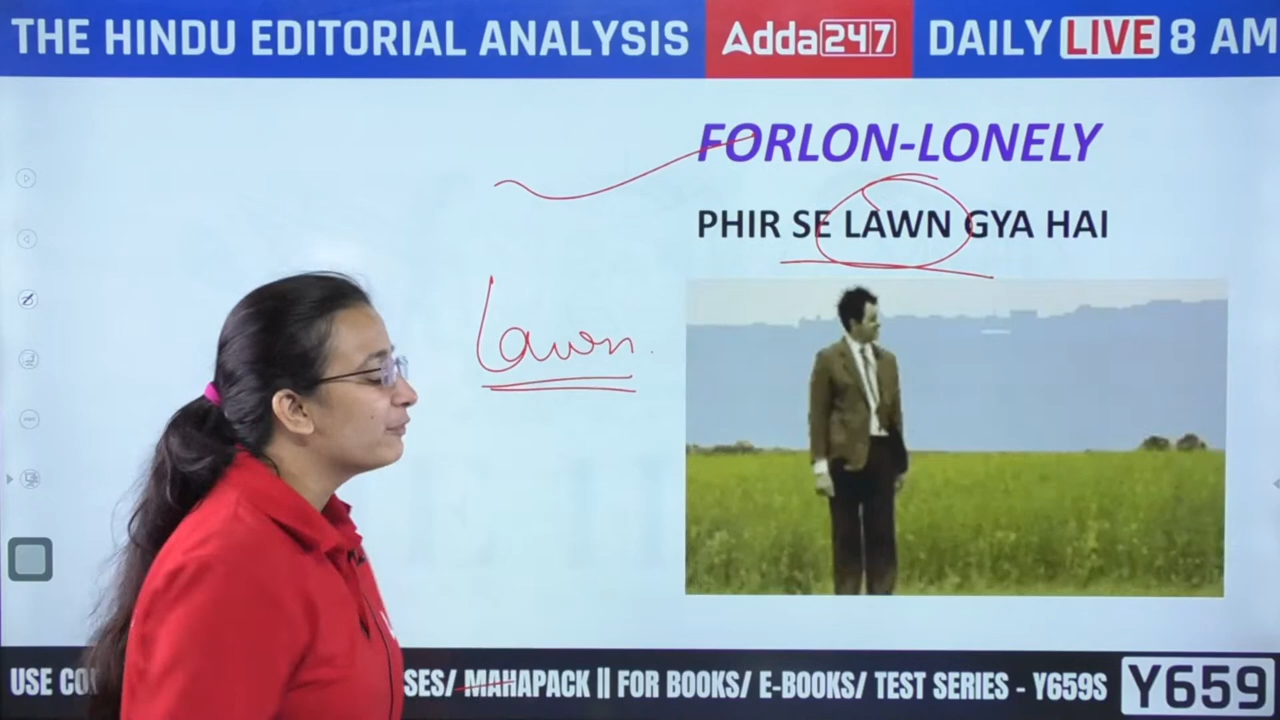 THE HINDU EDITORIAL ANALYSIS Adda247 DAILY LIVE 8 AM
FORLON-LONELY
PHIR SE LAWN GYA HAI
Lawn
USE SES/ MAHAPACK || FOR BOOKS/ E-BOOKS/ TEST SERIES - Y659S Y659